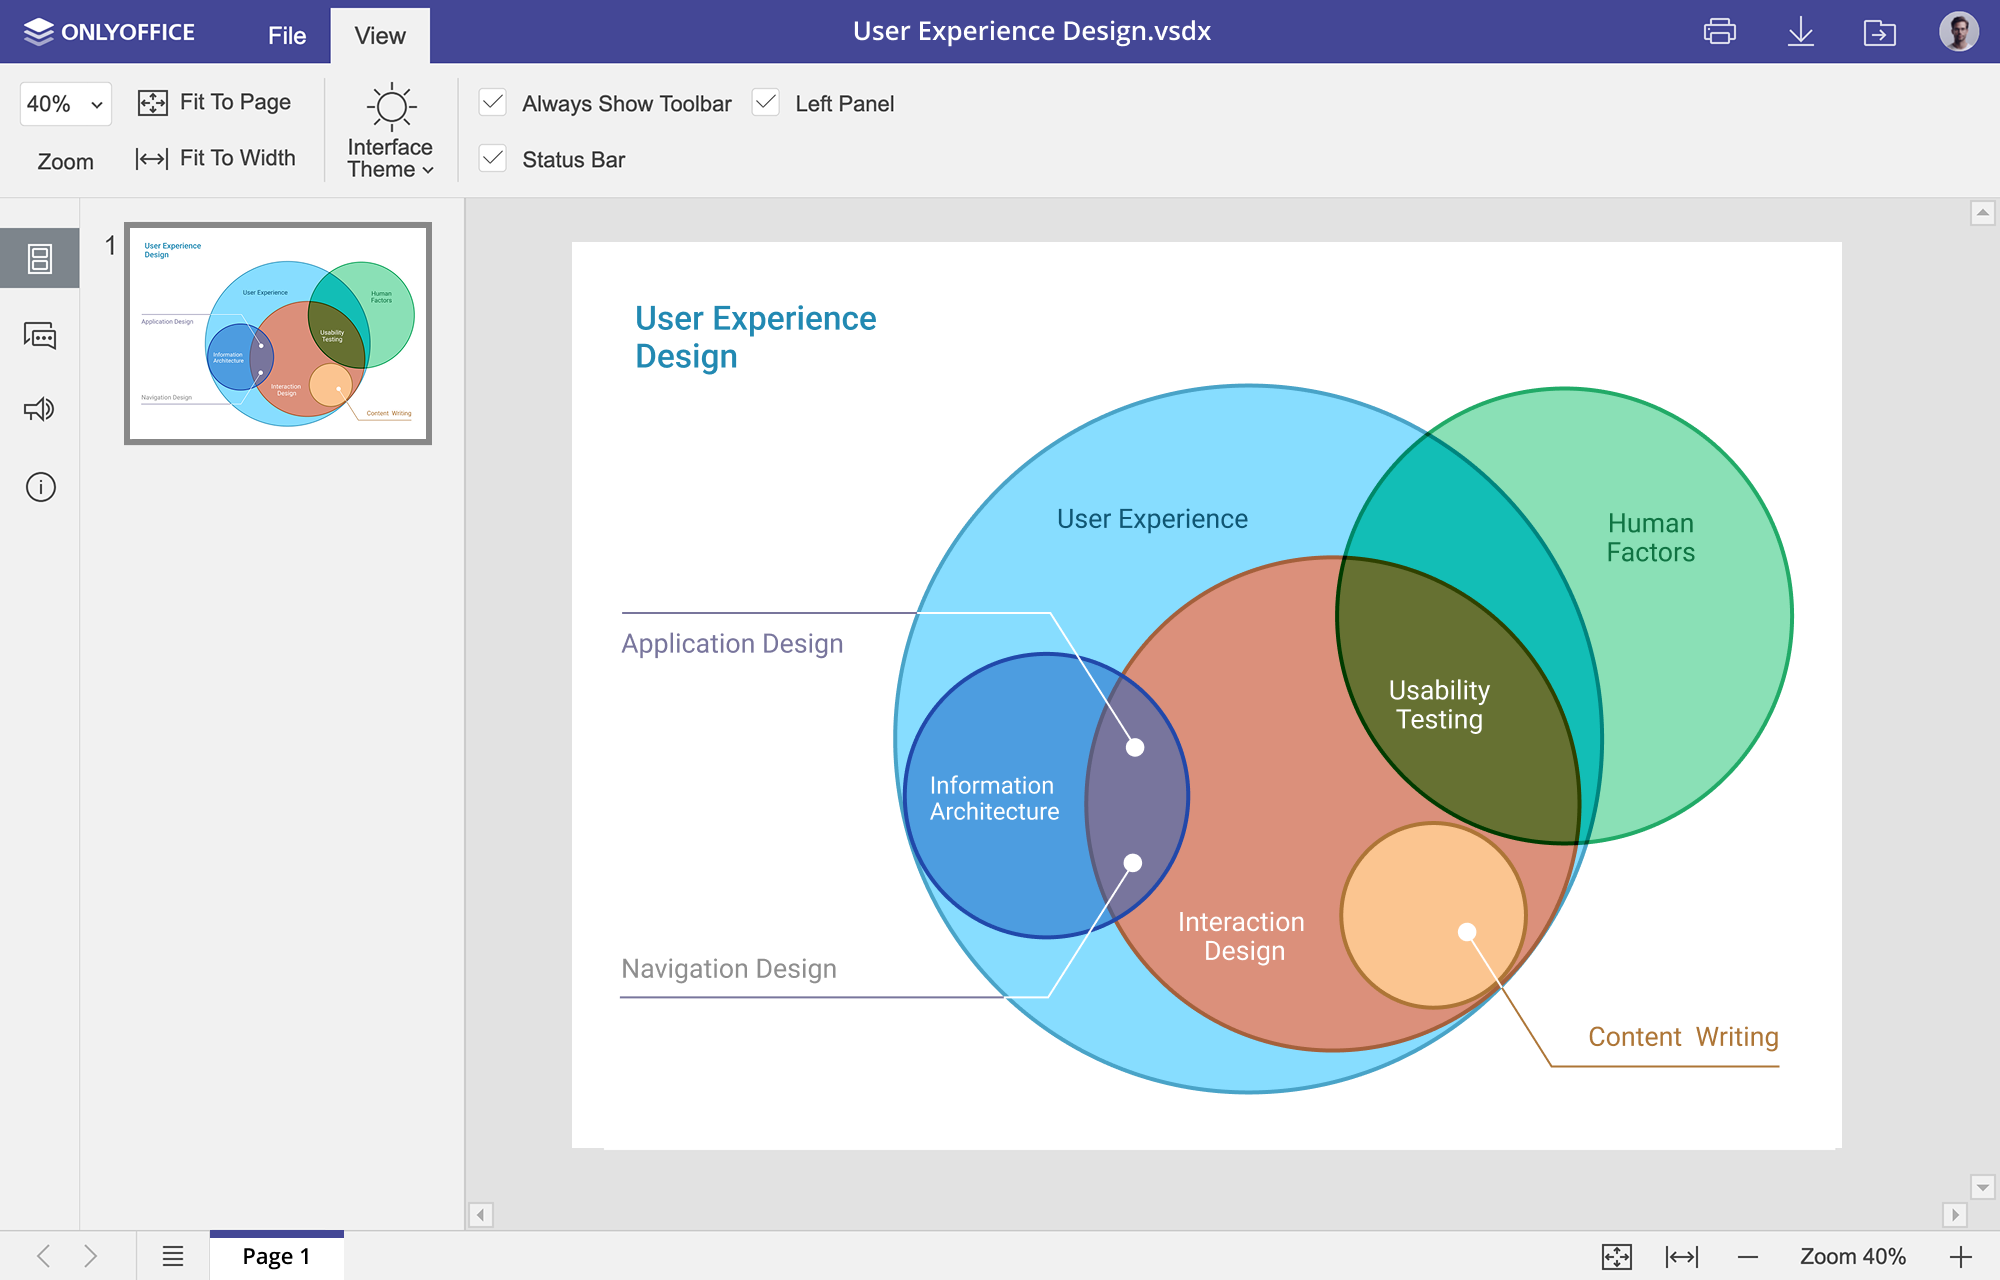 ONLYOFFICE
File
View
User Experience Design.vsdx
40%
Fit To Page
Zoom
Fit To Width
Interface
Theme
Always Show Toolbar
Left Panel
Status Bar
1
User Experience
Design
User Experience
Human
Factors
Application Design
Usability
Testing
Information
Architecture
Interaction
Design
Navigation Design
Content Writing
User Experience
Design
User Experience
Human
Factors
Application Design
Usability
Testing
Information
Architecture
Interaction
Design
Navigation Design
Content Writing
Page 1
Zoom 40%